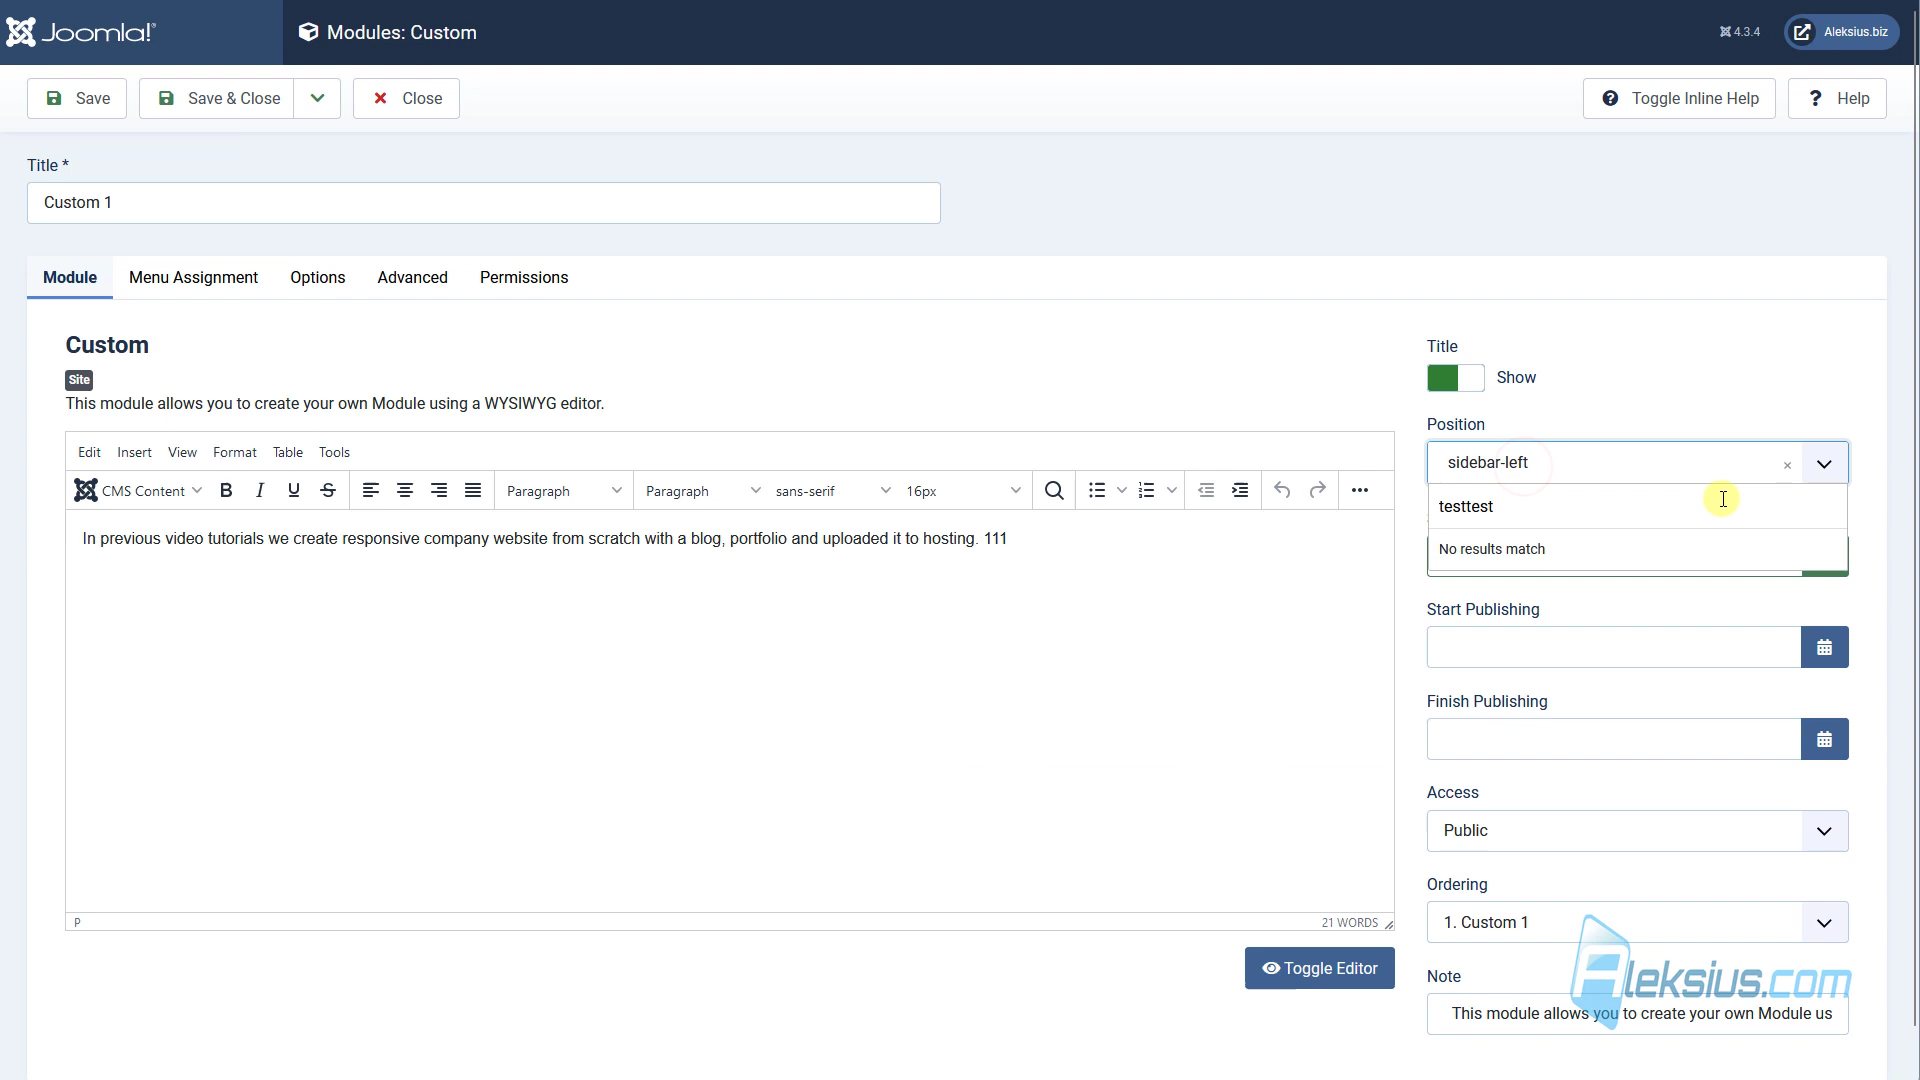 Joomla!
Modules: Custom
4.3.4
Aleksius.biz
Save
Save & Close
Close
Toggle Inline Help
Help
Title *
Custom 1
Module
Menu Assignment
Options
Advanced
Permissions
Custom
Site
This module allows you to create your own Module using a WYSIWYG editor.
Edit Insert View Format Table Tools
CMS Content
B I U S
Paragraph
Paragraph
sans-serif
16px
In previous video tutorials we create responsive company website from scratch with a blog, portfolio and uploaded it to hosting. 111
P
21 WORDS
Toggle Editor
Title
Show
Position
sidebar-left
testtest
No results match
Start Publishing
Finish Publishing
Access
Public
Ordering
1. Custom 1
Note
This module allows you to create your own Module us
Aleksius.com